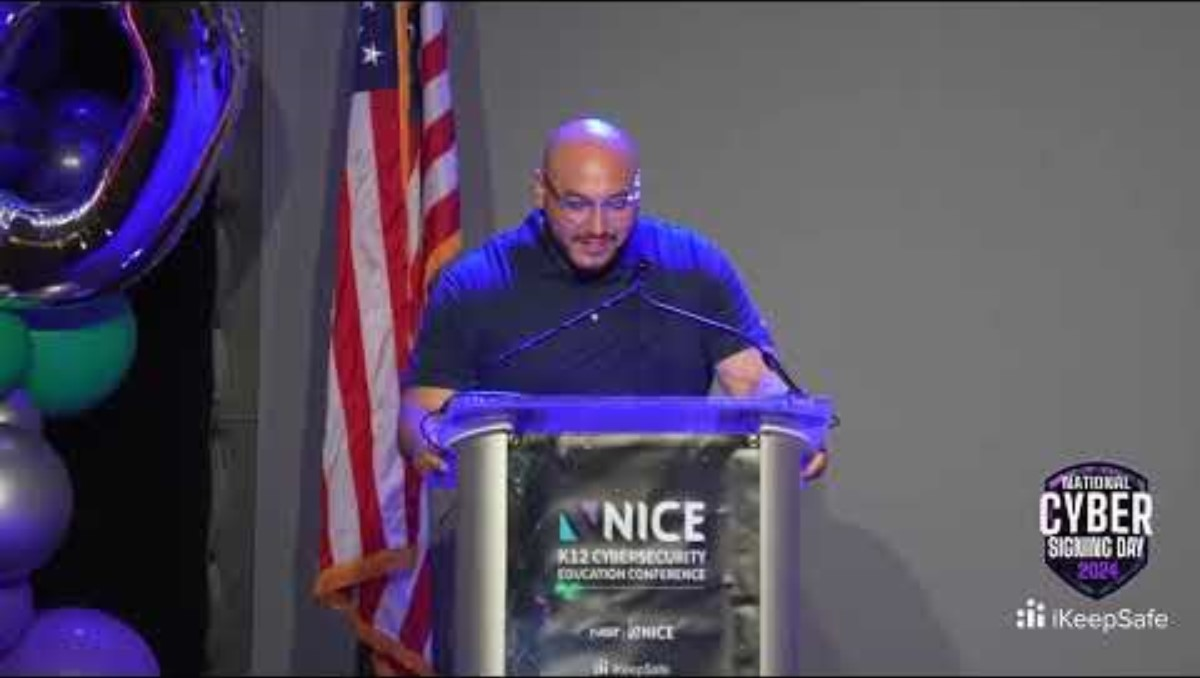 NICE
K12 CYBERSECURITY
EDUCATION CONFERENCE
NICE
iKeepSafe
NATIONAL
CYBER
SIGNING DAY
2024
iKeepSafe